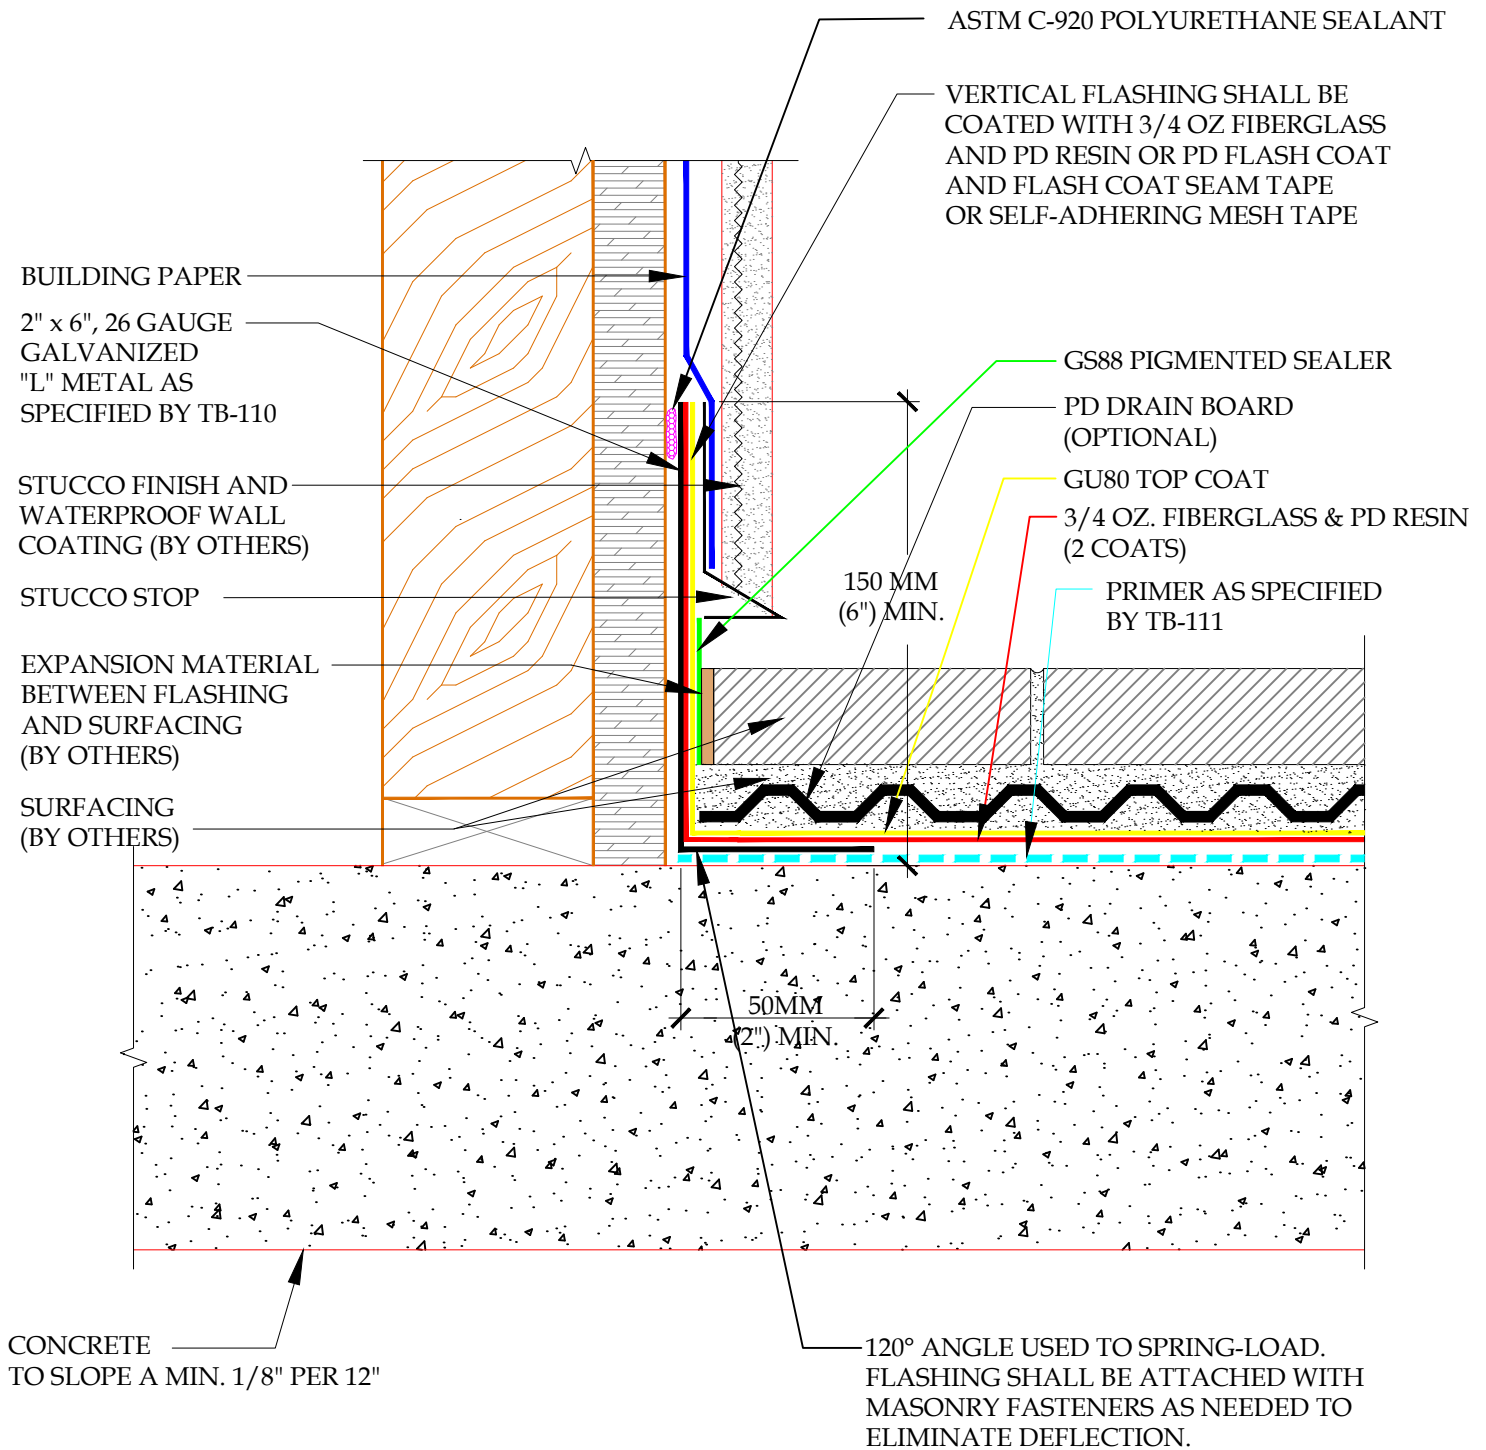 ASTM C-920 POLYURETHANE SEALANT
VERTICAL FLASHING SHALL BE
COATED WITH 3/4 OZ FIBERGLASS
AND PD RESIN OR PD FLASH COAT
AND FLASH COAT SEAM TAPE
OR SELF-ADHERING MESH TAPE
BUILDING PAPER
2" x 6", 26 GAUGE
GALVANIZED
"L" METAL AS
SPECIFIED BY TB-110
STUCCO FINISH AND
WATERPROOF WALL
COATING (BY OTHERS)
STUCCO STOP
EXPANSION MATERIAL
BETWEEN FLASHING
AND SURFACING
(BY OTHERS)
SURFACING
(BY OTHERS)
GS88 PIGMENTED SEALER
PD DRAIN BOARD
(OPTIONAL)
GU80 TOP COAT
3/4 OZ. FIBERGLASS & PD RESIN
(2 COATS)
150 MM
(6") MIN.
PRIMER AS SPECIFIED
BY TB-111
50MM
(2") MIN.
CONCRETE
TO SLOPE A MIN. 1/8" PER 12"
120° ANGLE USED TO SPRING-LOAD.
FLASHING SHALL BE ATTACHED WITH
MASONRY FASTENERS AS NEEDED TO
ELIMINATE DEFLECTION.